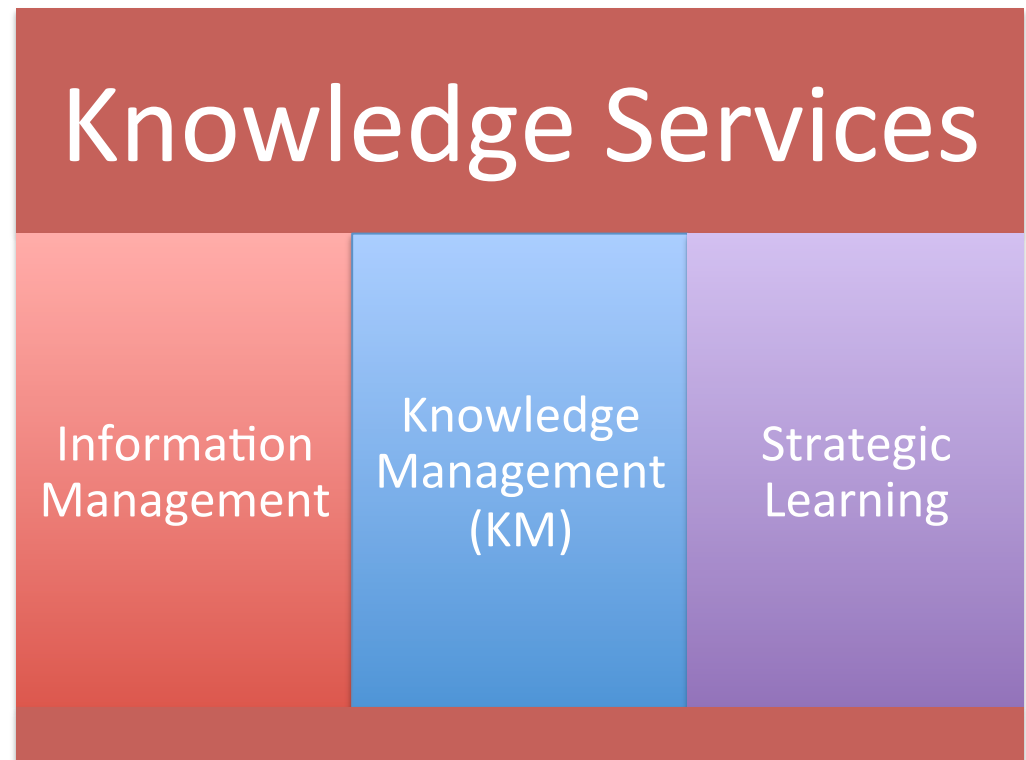 Knowledge Services
Information
Management
Knowledge
Management
(KM)
Strategic
Learning